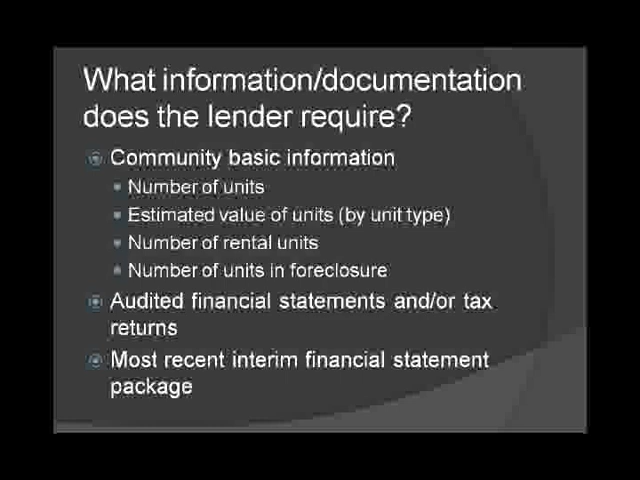 What information/documentation
does the lender require?
Community basic information
Number of units
Estimated value of units (by unit type)
Number of rental units
Number of units in foreclosure
Audited financial statements and/or tax
returns
Most recent interim financial statement
package